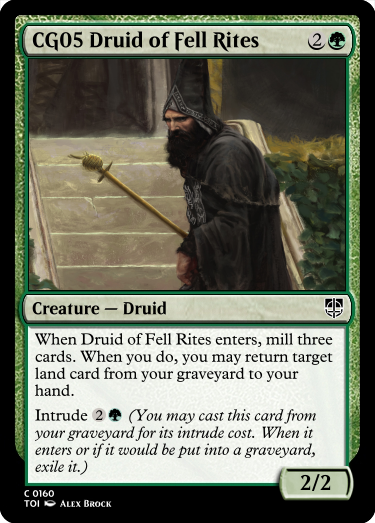 CG05 Druid of Fell Rites 2
Creature — Druid
When Druid of Fell Rites enters, mill three
cards. When you do, you may return target
land card from your graveyard to your
hand.
Intrude 2 (You may cast this card from
your graveyard for its intrude cost. When it
enters or if it would be put into a graveyard,
exile it.)
2/2
C 0160
TOI Alex Brock